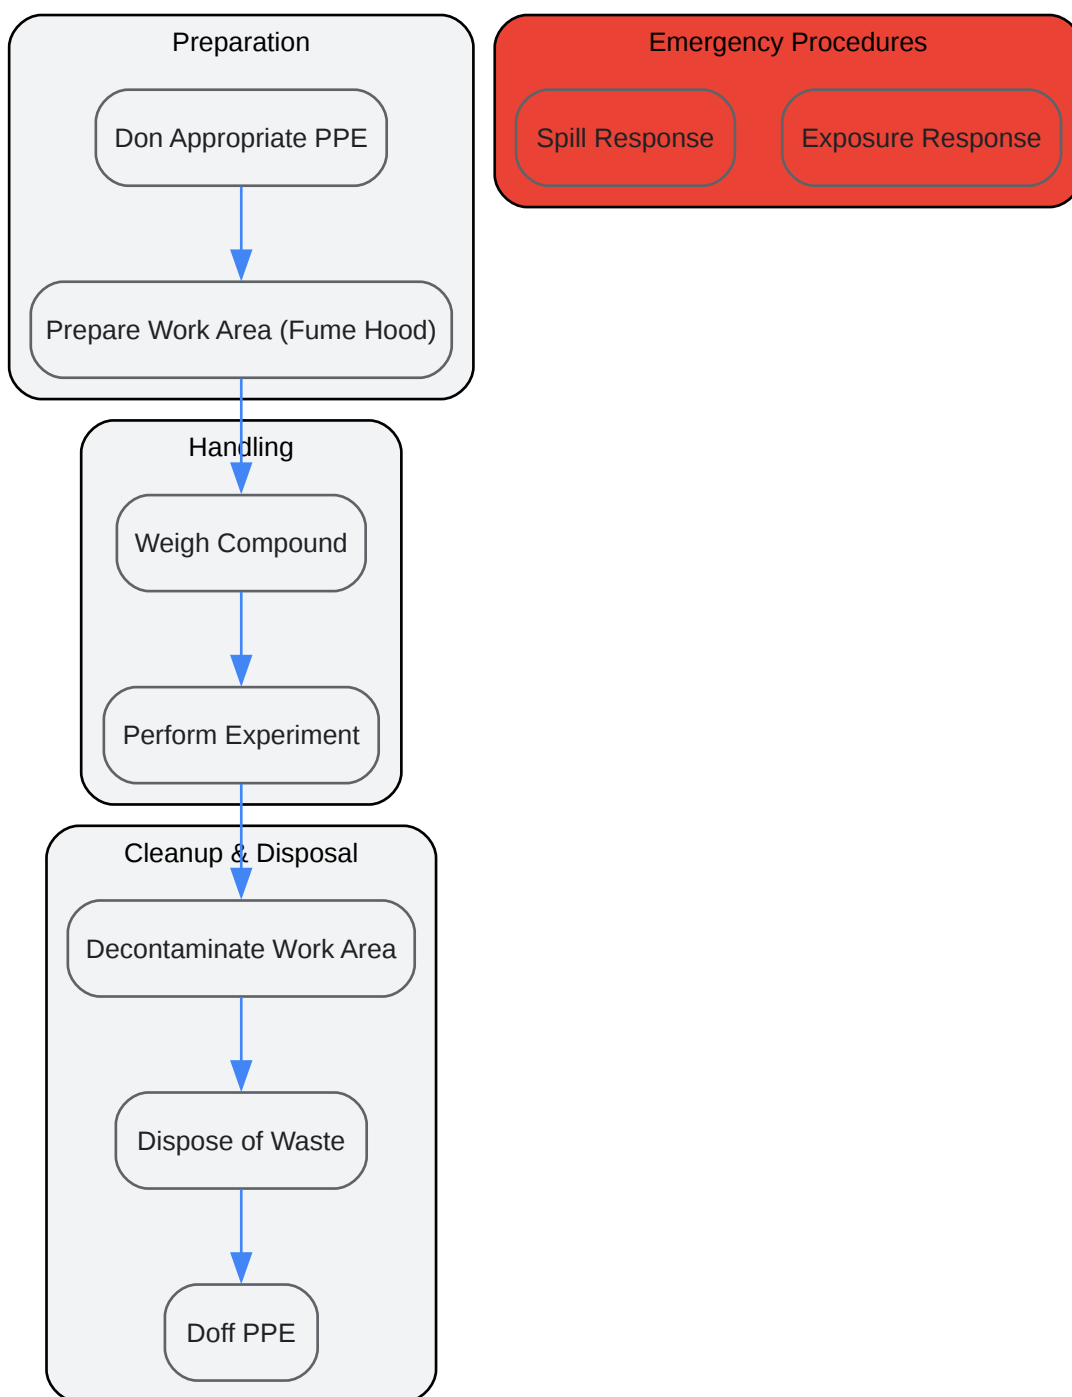 Preparation
Don Appropriate PPE
Prepare Work Area (Fume Hood)
Handling
Weigh Compound
Perform Experiment
Cleanup & Disposal
Decontaminate Work Area
Dispose of Waste
Doff PPE
Emergency Procedures
Spill Response
Exposure Response